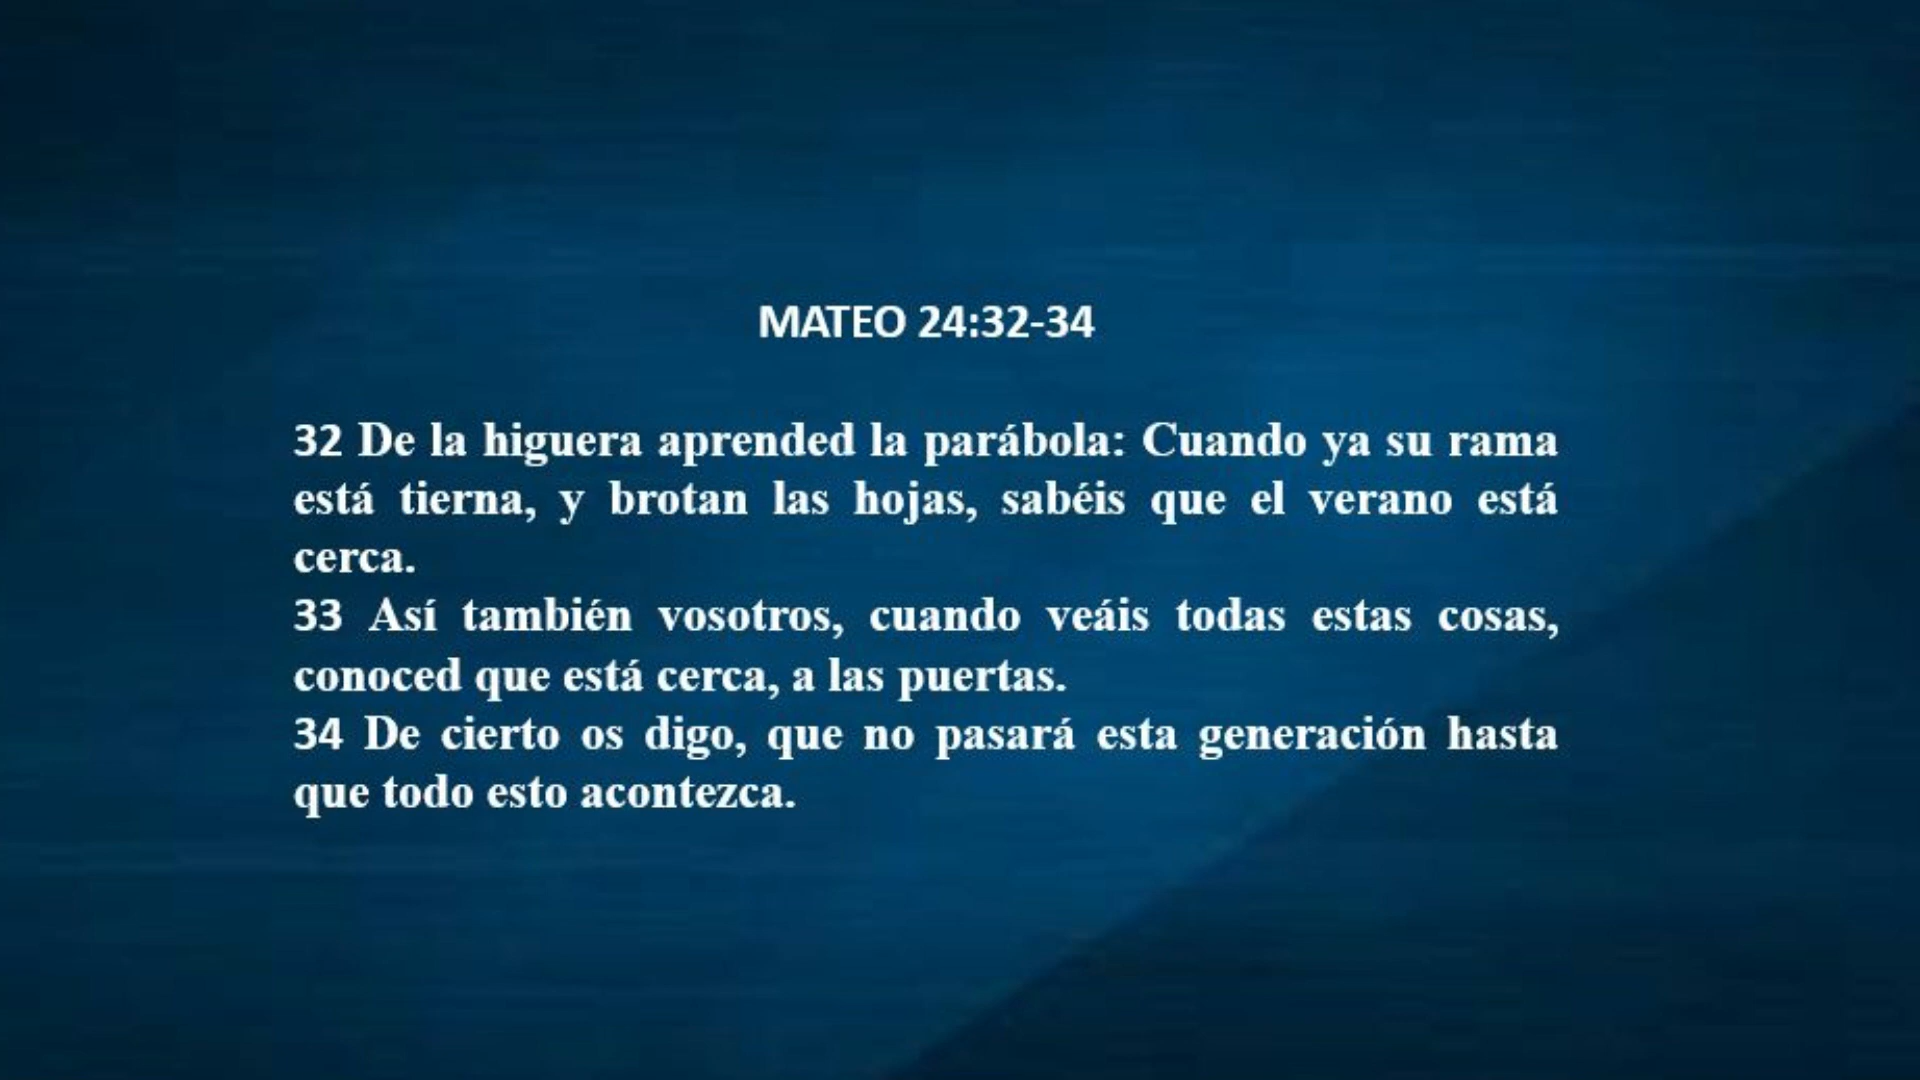 MATEO 24:32-34
32 De la higuera aprended la parábola: Cuando ya su rama
está tierna, y brotan las hojas, sabéis que el verano está
cerca.
33 Así también vosotros, cuando veáis todas estas cosas,
conoced que está cerca, a las puertas.
34 De cierto os digo, que no pasará esta generación hasta
que todo esto acontezca.